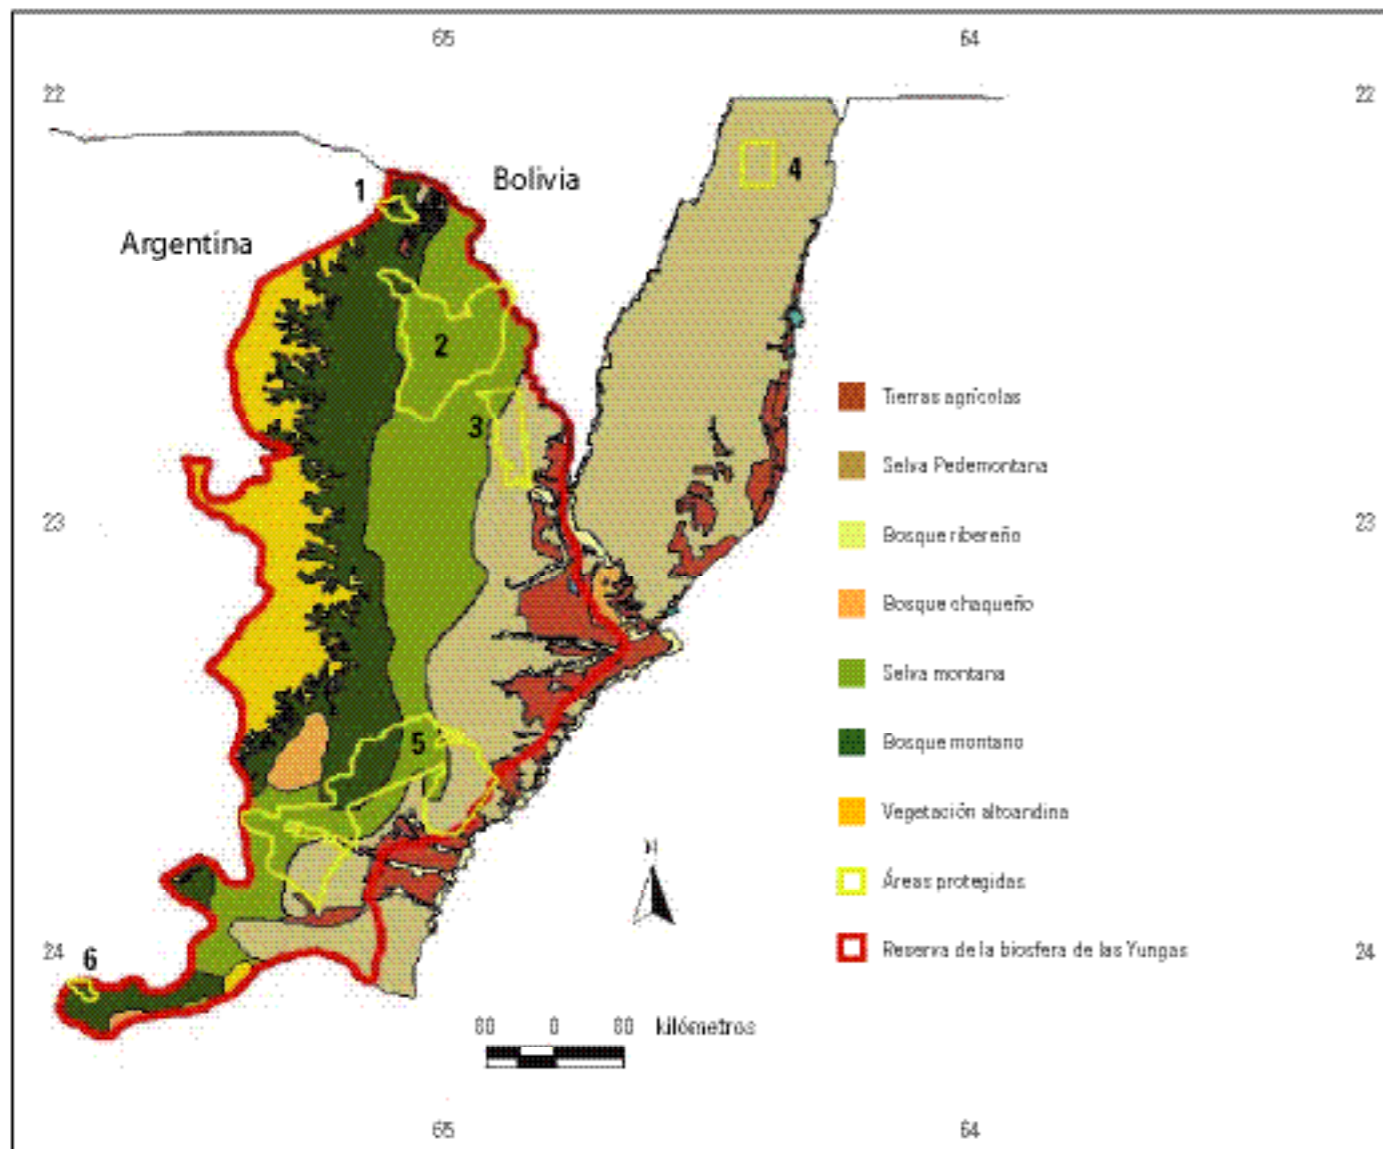 65 64
22 22
Bolivia
4
1
Argentina
2
Tierras agrícolas
3
Selva Pedemontana
23 23
Bosque ribereño
Bosque chaqueño
Selva montana
5
Bosque montano
Vegetación altoandina
N
Áreas protegidas
24 6 Reserva de la biosfera de las Yungas 24
80 0 80 kilómetros
65 64